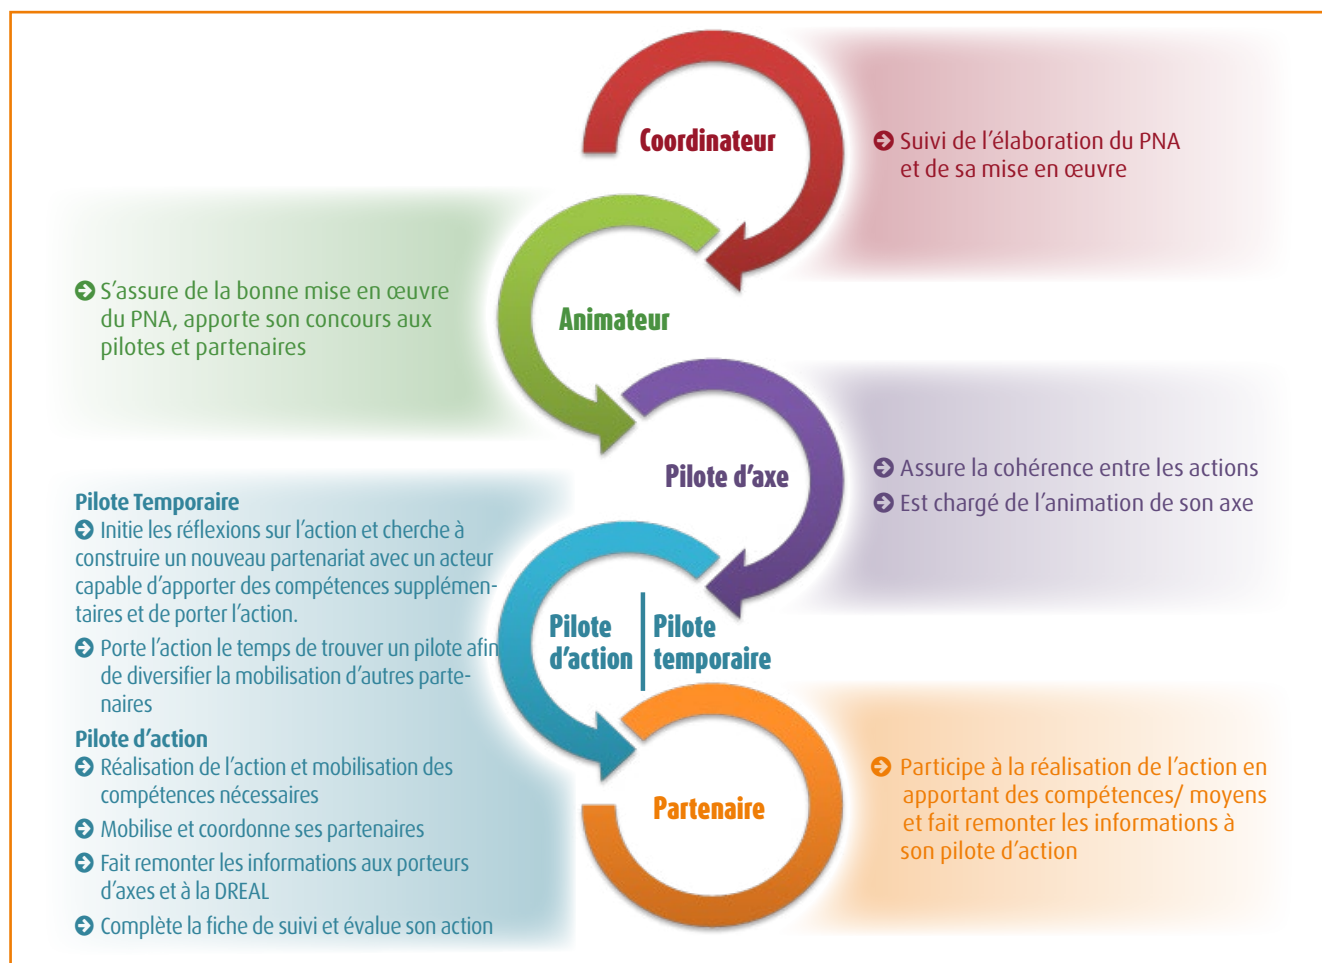 Coordinateur
➔ Suivi de l’élaboration du PNA
et de sa mise en œuvre
➔ S’assure de la bonne mise en œuvre
du PNA, apporte son concours aux
pilotes et partenaires
Animateur
Pilote d’axe
➔ Assure la cohérence entre les actions
➔ Est chargé de l’animation de son axe
Pilote Temporaire
➔ Initie les réflexions sur l’action et cherche à
construire un nouveau partenariat avec un acteur
capable d’apporter des compétences supplémen-
taires et de porter l’action.
➔ Porte l’action le temps de trouver un pilote afin
de diversifier la mobilisation d’autres parte-
naires
Pilote d’action
➔ Réalisation de l’action et mobilisation des
compétences nécessaires
➔ Mobilise et coordonne ses partenaires
➔ Fait remonter les informations aux porteurs
d’axes et à la DREAL
➔ Complète la fiche de suivi et évalue son action
Pilote
d’action
Pilote
temporaire
Partenaire
➔ Participe à la réalisation de l’action en
apportant des compétences/ moyens
et fait remonter les informations à
son pilote d’action